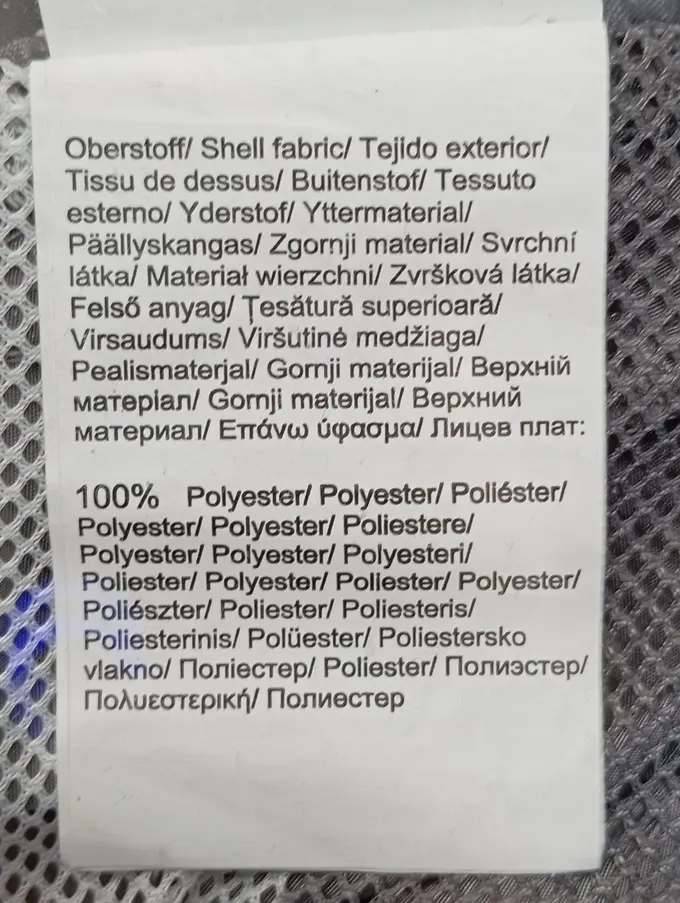 Oberstoff/ Shell fabric/ Tejido exterior/
Tissu de dessus/ Buitenstof/ Tessuto
esterno/ Yderstof/ Yttermaterial/
Päällyskangas/ Zgornji material/ Svrchní
látka/ Materiał wierzchni/ Zvršková látka/
Felső anyag/ Țesătură superioară/
Virsaudums/ Viršutinė medžiaga/
Pealismaterjal/ Gornji materijal/ Верхній
матеріал/ Gornji materijal/ Верхний
материал/ Επάνω ύφασμα/ Лицев плат:
100% Polyester/ Polyester/ Poliéster/
Polyester/ Polyester/ Poliestere/
Polyester/ Polyester/ Polyesteri/
Poliester/ Polyester/ Poliester/ Polyester/
Poliészter/ Poliester/ Poliesteris/
Poliesterinis/ Polüester/ Poliestersko
vlakno/ Поліестер/ Poliester/ Полиэстер/
Πολυεστερική/ Полиестер